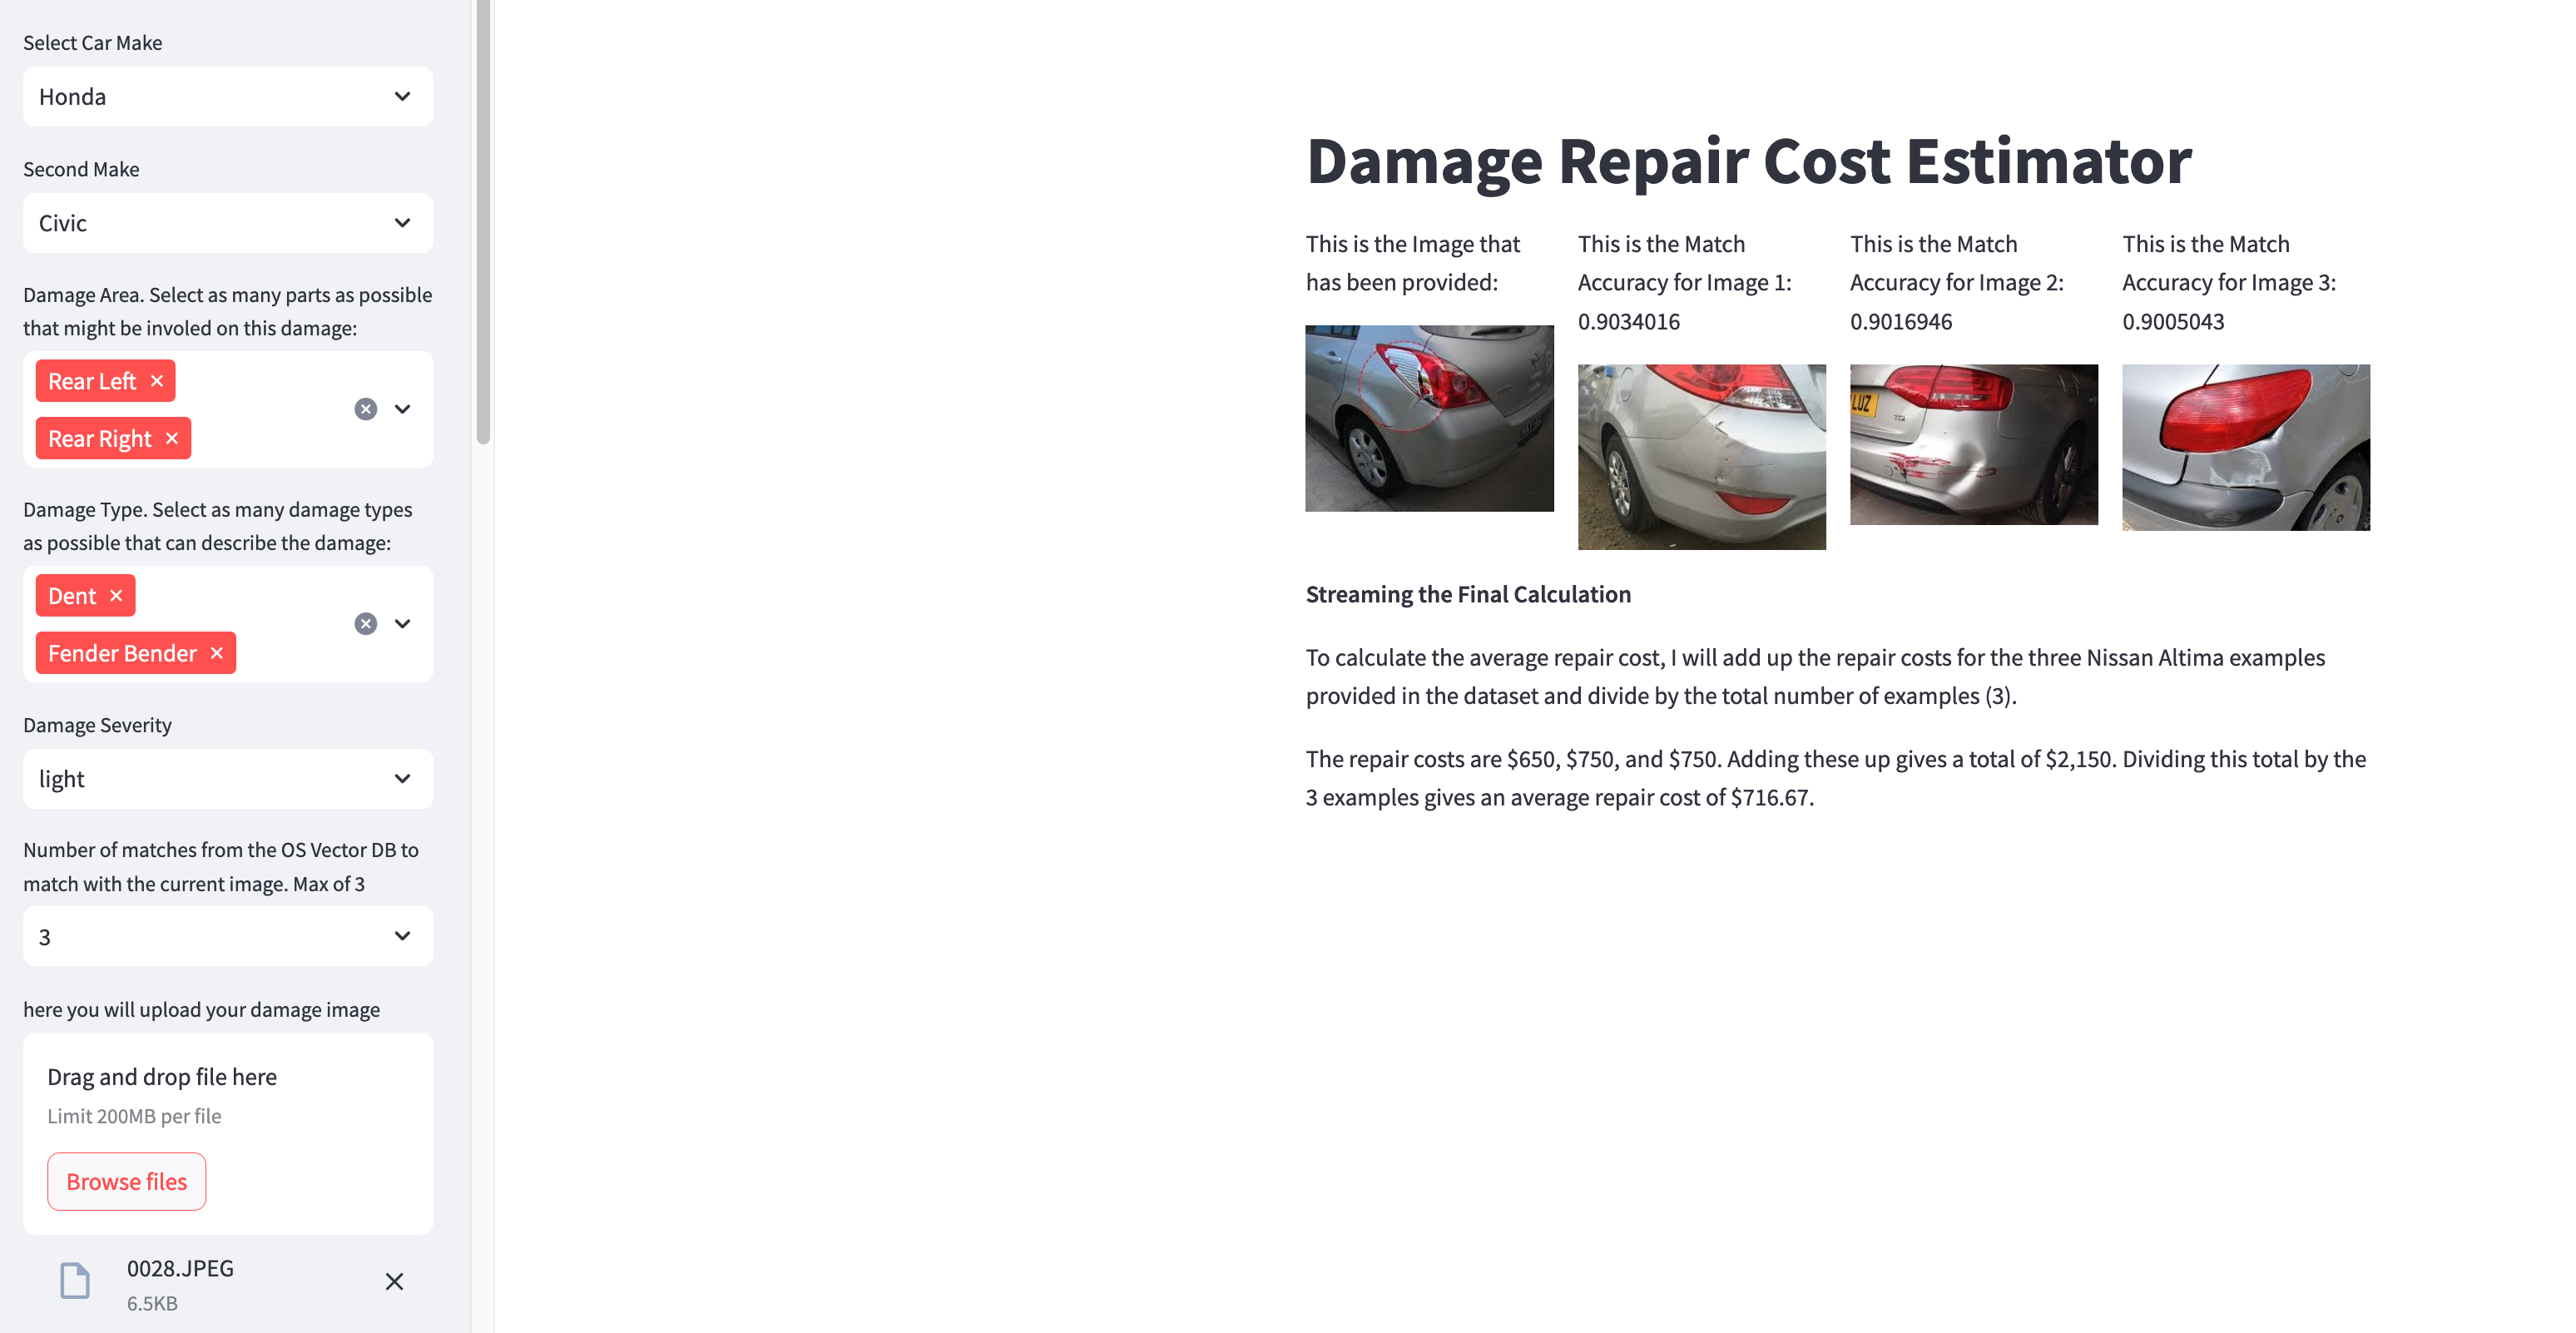 Select Car Make
Honda
Second Make
Civic
Damage Area. Select as many parts as possible
that might be involed on this damage:
Rear Left ×
Rear Right ×
Damage Type. Select as many damage types
as possible that can describe the damage:
Dent ×
Fender Bender ×
Damage Severity
light
Number of matches from the OS Vector DB to
match with the current image. Max of 3
3
here you will upload your damage image
Drag and drop file here
Limit 200MB per file
Browse files
0028.JPEG
6.5KB
Damage Repair Cost Estimator
This is the Image that
has been provided:
This is the Match
Accuracy for Image 1:
0.9034016
This is the Match
Accuracy for Image 2:
0.9016946
LUZ
This is the Match
Accuracy for Image 3:
0.9005043
Streaming the Final Calculation
To calculate the average repair cost, I will add up the repair costs for the three Nissan Altima examples
provided in the dataset and divide by the total number of examples (3).
The repair costs are $650, $750, and $750. Adding these up gives a total of $2,150. Dividing this total by the
3 examples gives an average repair cost of $716.67.